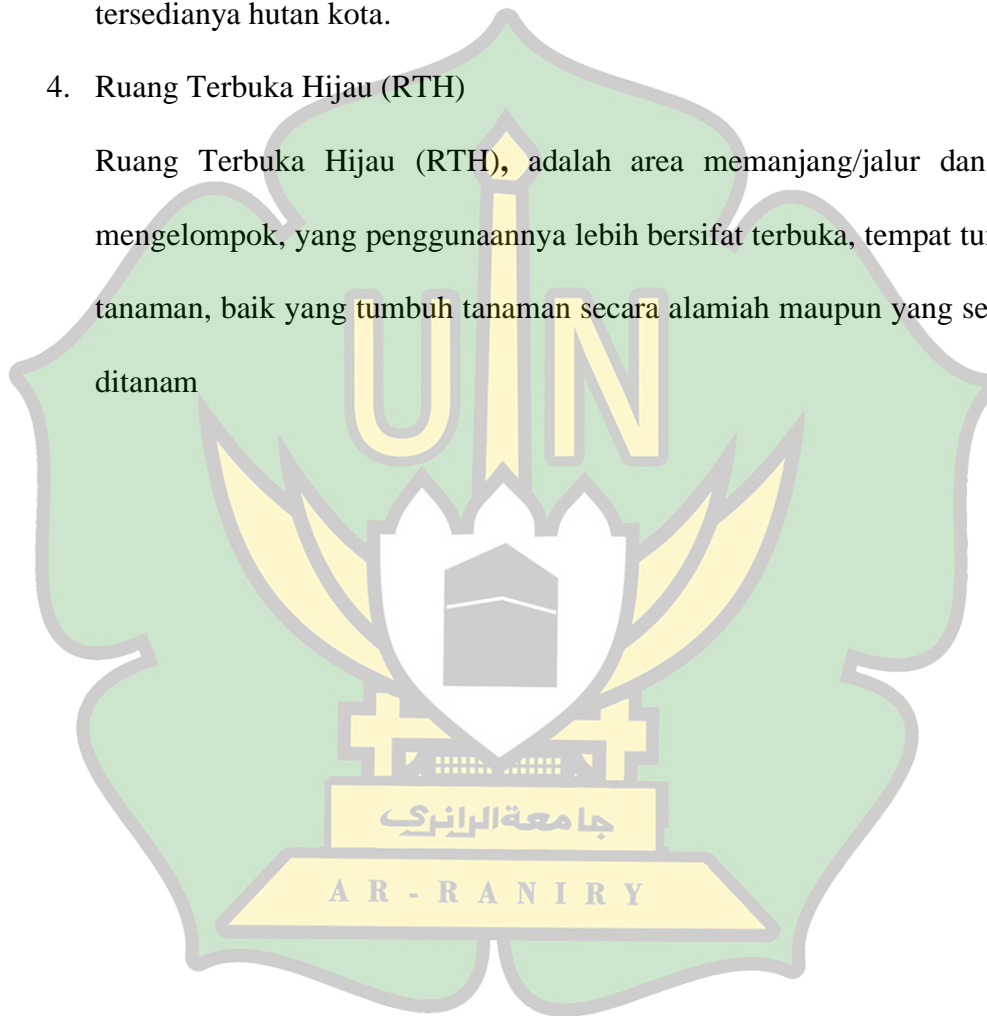 tersedianya hutan kota.
4. Ruang Terbuka Hijau (RTH)
Ruang Terbuka Hijau (RTH), adalah area memanjang/jalur dan
mengelompok, yang penggunaannya lebih bersifat terbuka, tempat
tanaman, baik yang tumbuh tanaman secara alamiah maupun yang
ditanam
UIN
جامعة الرانري
AR-RANIRY